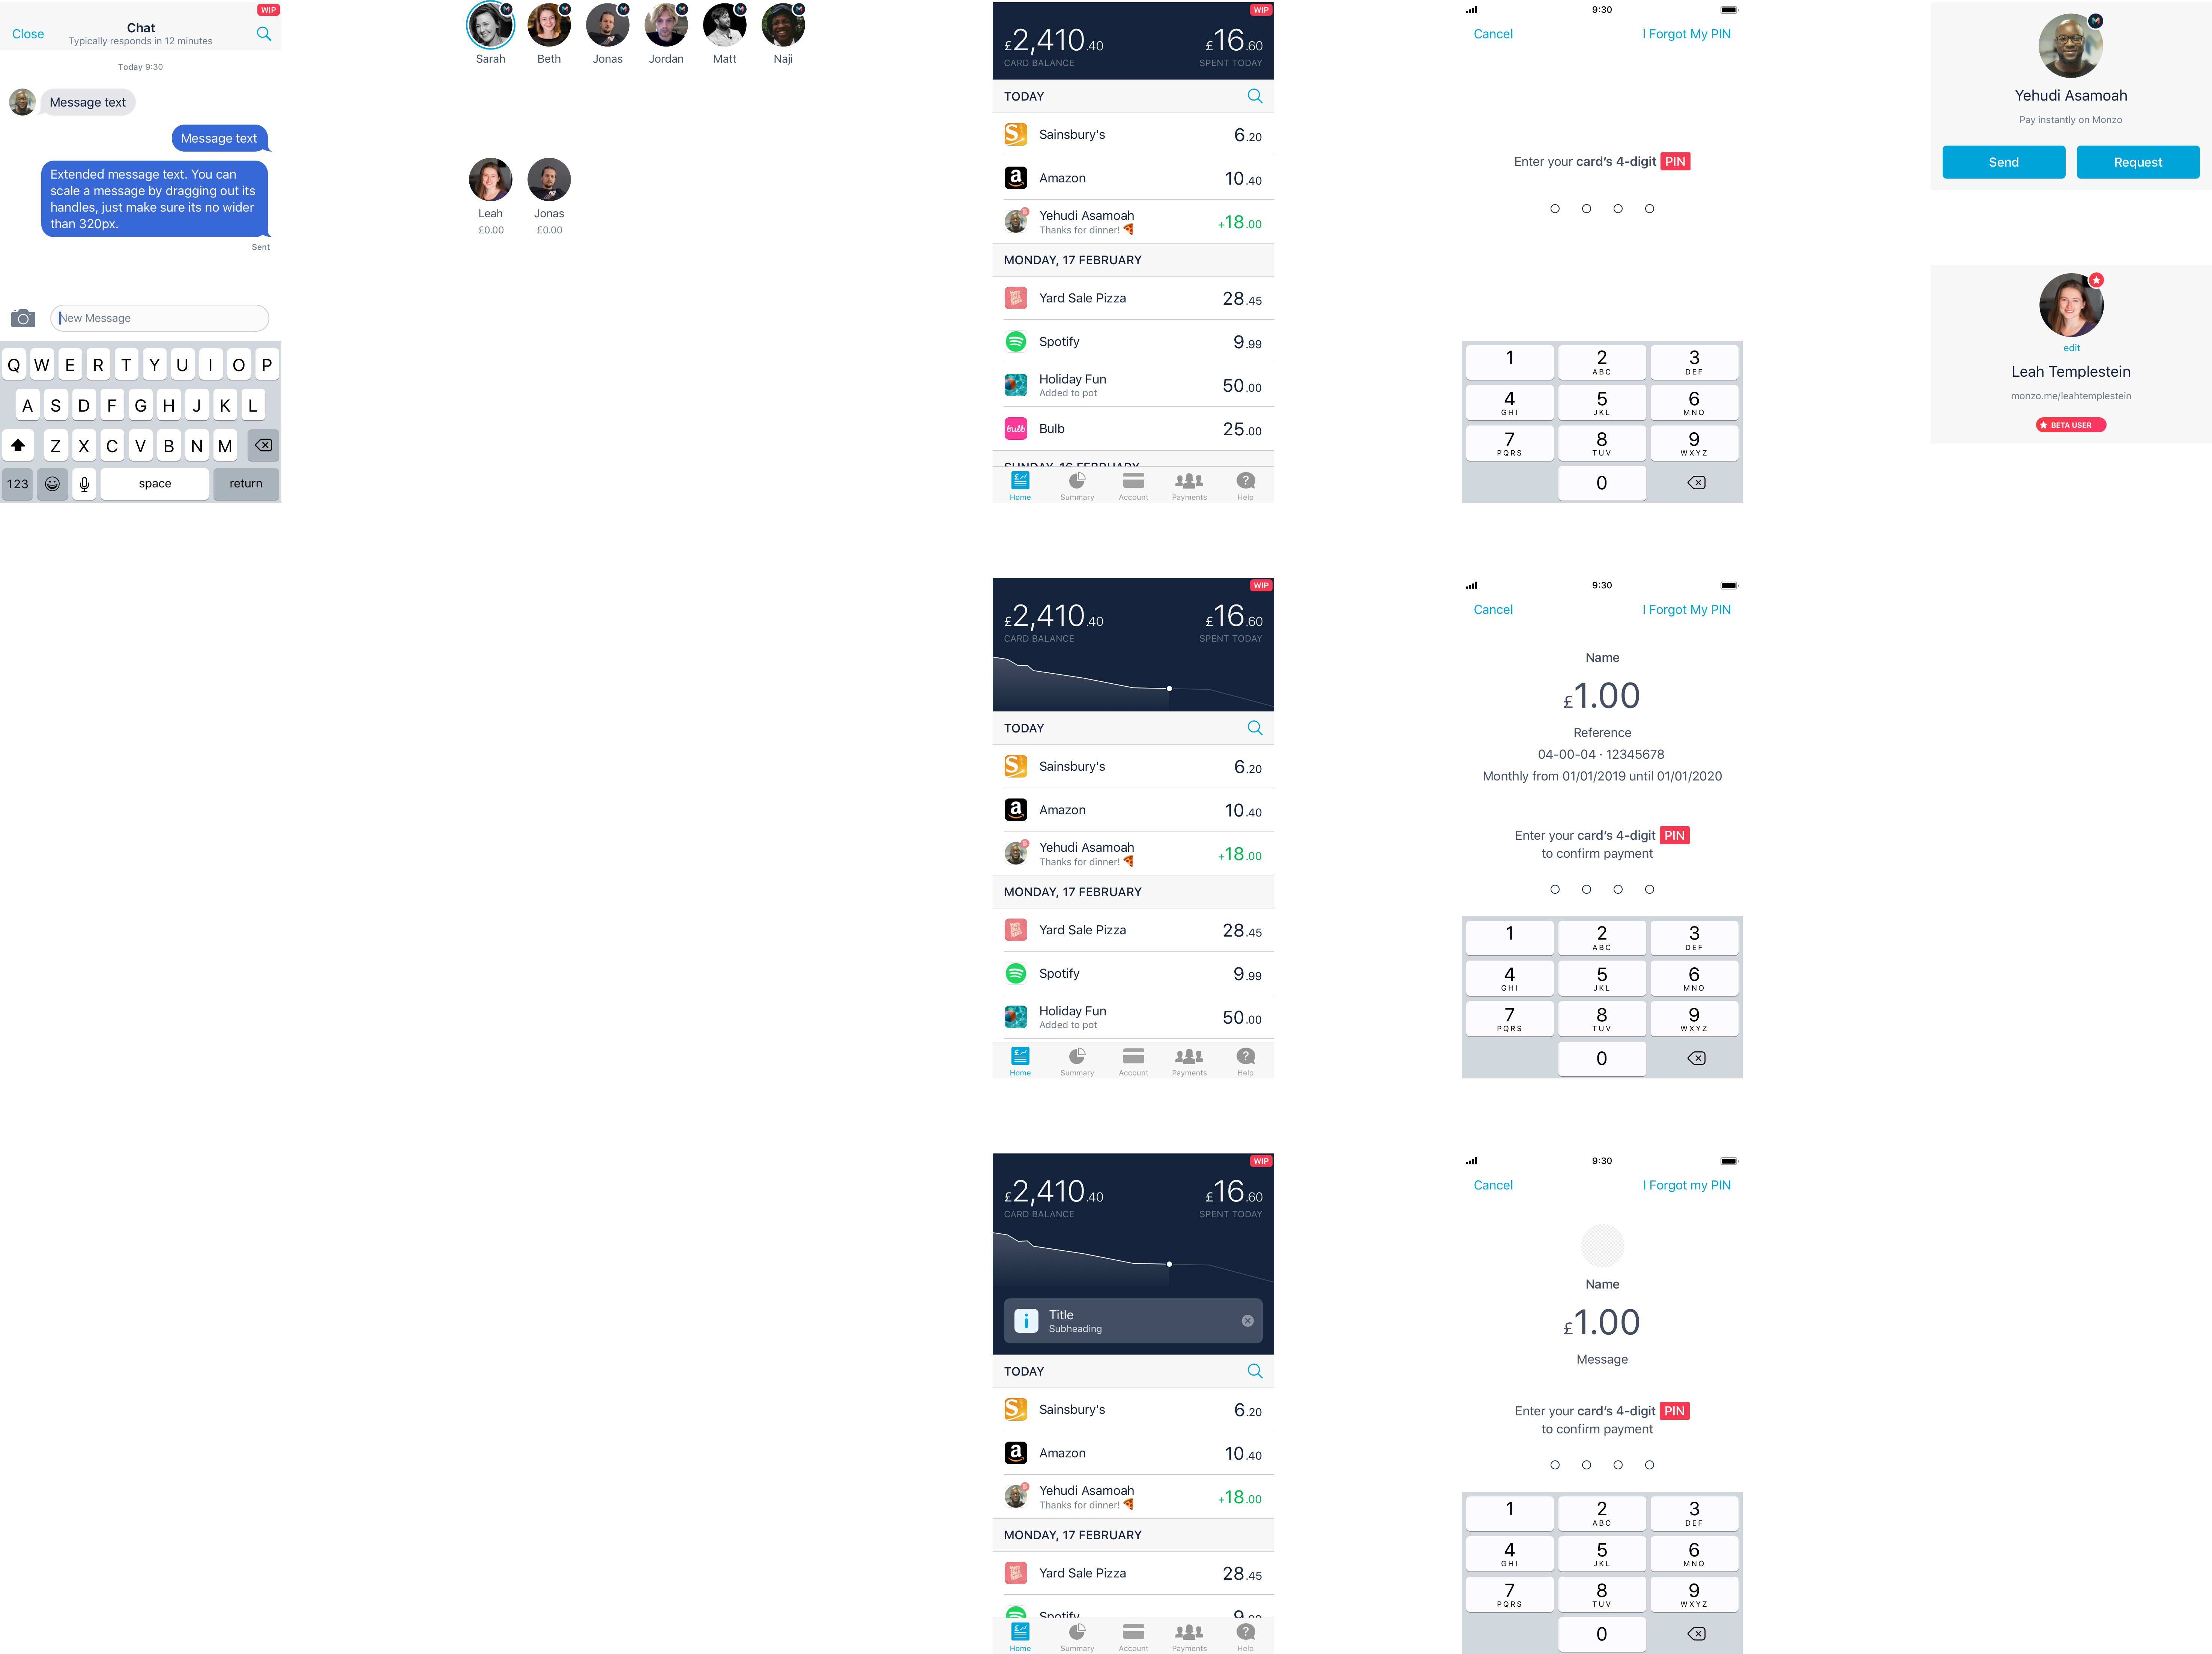 WIP
Close
Chat
Typically responds in 12 minutes
Today 9:30
Message text
Message text
Extended message text. You can
scale a message by dragging out its
handles, just make sure its no wider
than 320px.
Sent
New Message
Q W E R T Y U I O P
A S D F G H J K L
Z X C V B N M
123 space return
Sarah Beth Jonas Jordan Matt Naji
Leah Jonas
£0.00 £0.00
WIP
£2,410.40 £16.60
CARD BALANCE SPENT TODAY
TODAY
Sainsbury's 6.20
a
Amazon 10.40
Yehudi Asamoah +18.00
Thanks for dinner! 🍕
MONDAY, 17 FEBRUARY
Yard Sale Pizza 28.45
Spotify 9.99
Holiday Fun 50.00
Added to pot
bulb
Bulb 25.00
SUNDAY, 16 FEBRUARY
Home Summary Account Payments Help
9:30
Cancel I Forgot My PIN
Enter your card's 4-digit PIN
1 2 3
ABC DEF
4 5 6
GHI JKL MNO
7 8 9
PQRS TUV WXYZ
0
Yehudi Asamoah
Pay instantly on Monzo
Send Request
edit
Leah Templestein
monzo.me/leahtemplestein
BETA USER
WIP
£2,410.40 £16.60
CARD BALANCE SPENT TODAY
TODAY
Sainsbury's 6.20
a
Amazon 10.40
Yehudi Asamoah +18.00
Thanks for dinner! 🍕
MONDAY, 17 FEBRUARY
Yard Sale Pizza 28.45
Spotify 9.99
Holiday Fun 50.00
Added to pot
Home Summary Account Payments Help
9:30
Cancel I Forgot My PIN
Name
£1.00
Reference
04-00-04 · 12345678
Monthly from 01/01/2019 until 01/01/2020
Enter your card's 4-digit PIN
to confirm payment
1 2 3
ABC DEF
4 5 6
GHI JKL MNO
7 8 9
PQRS TUV WXYZ
0
WIP
£2,410.40 £16.60
CARD BALANCE SPENT TODAY
i
Title
Subheading
TODAY
Sainsbury's 6.20
a
Amazon 10.40
Yehudi Asamoah +18.00
Thanks for dinner! 🍕
MONDAY, 17 FEBRUARY
Yard Sale Pizza 28.45
Spotify 9.99
Home Summary Account Payments Help
9:30
Cancel I Forgot my PIN
Name
£1.00
Message
Enter your card's 4-digit PIN
to confirm payment
1 2 3
ABC DEF
4 5 6
GHI JKL MNO
7 8 9
PQRS TUV WXYZ
0